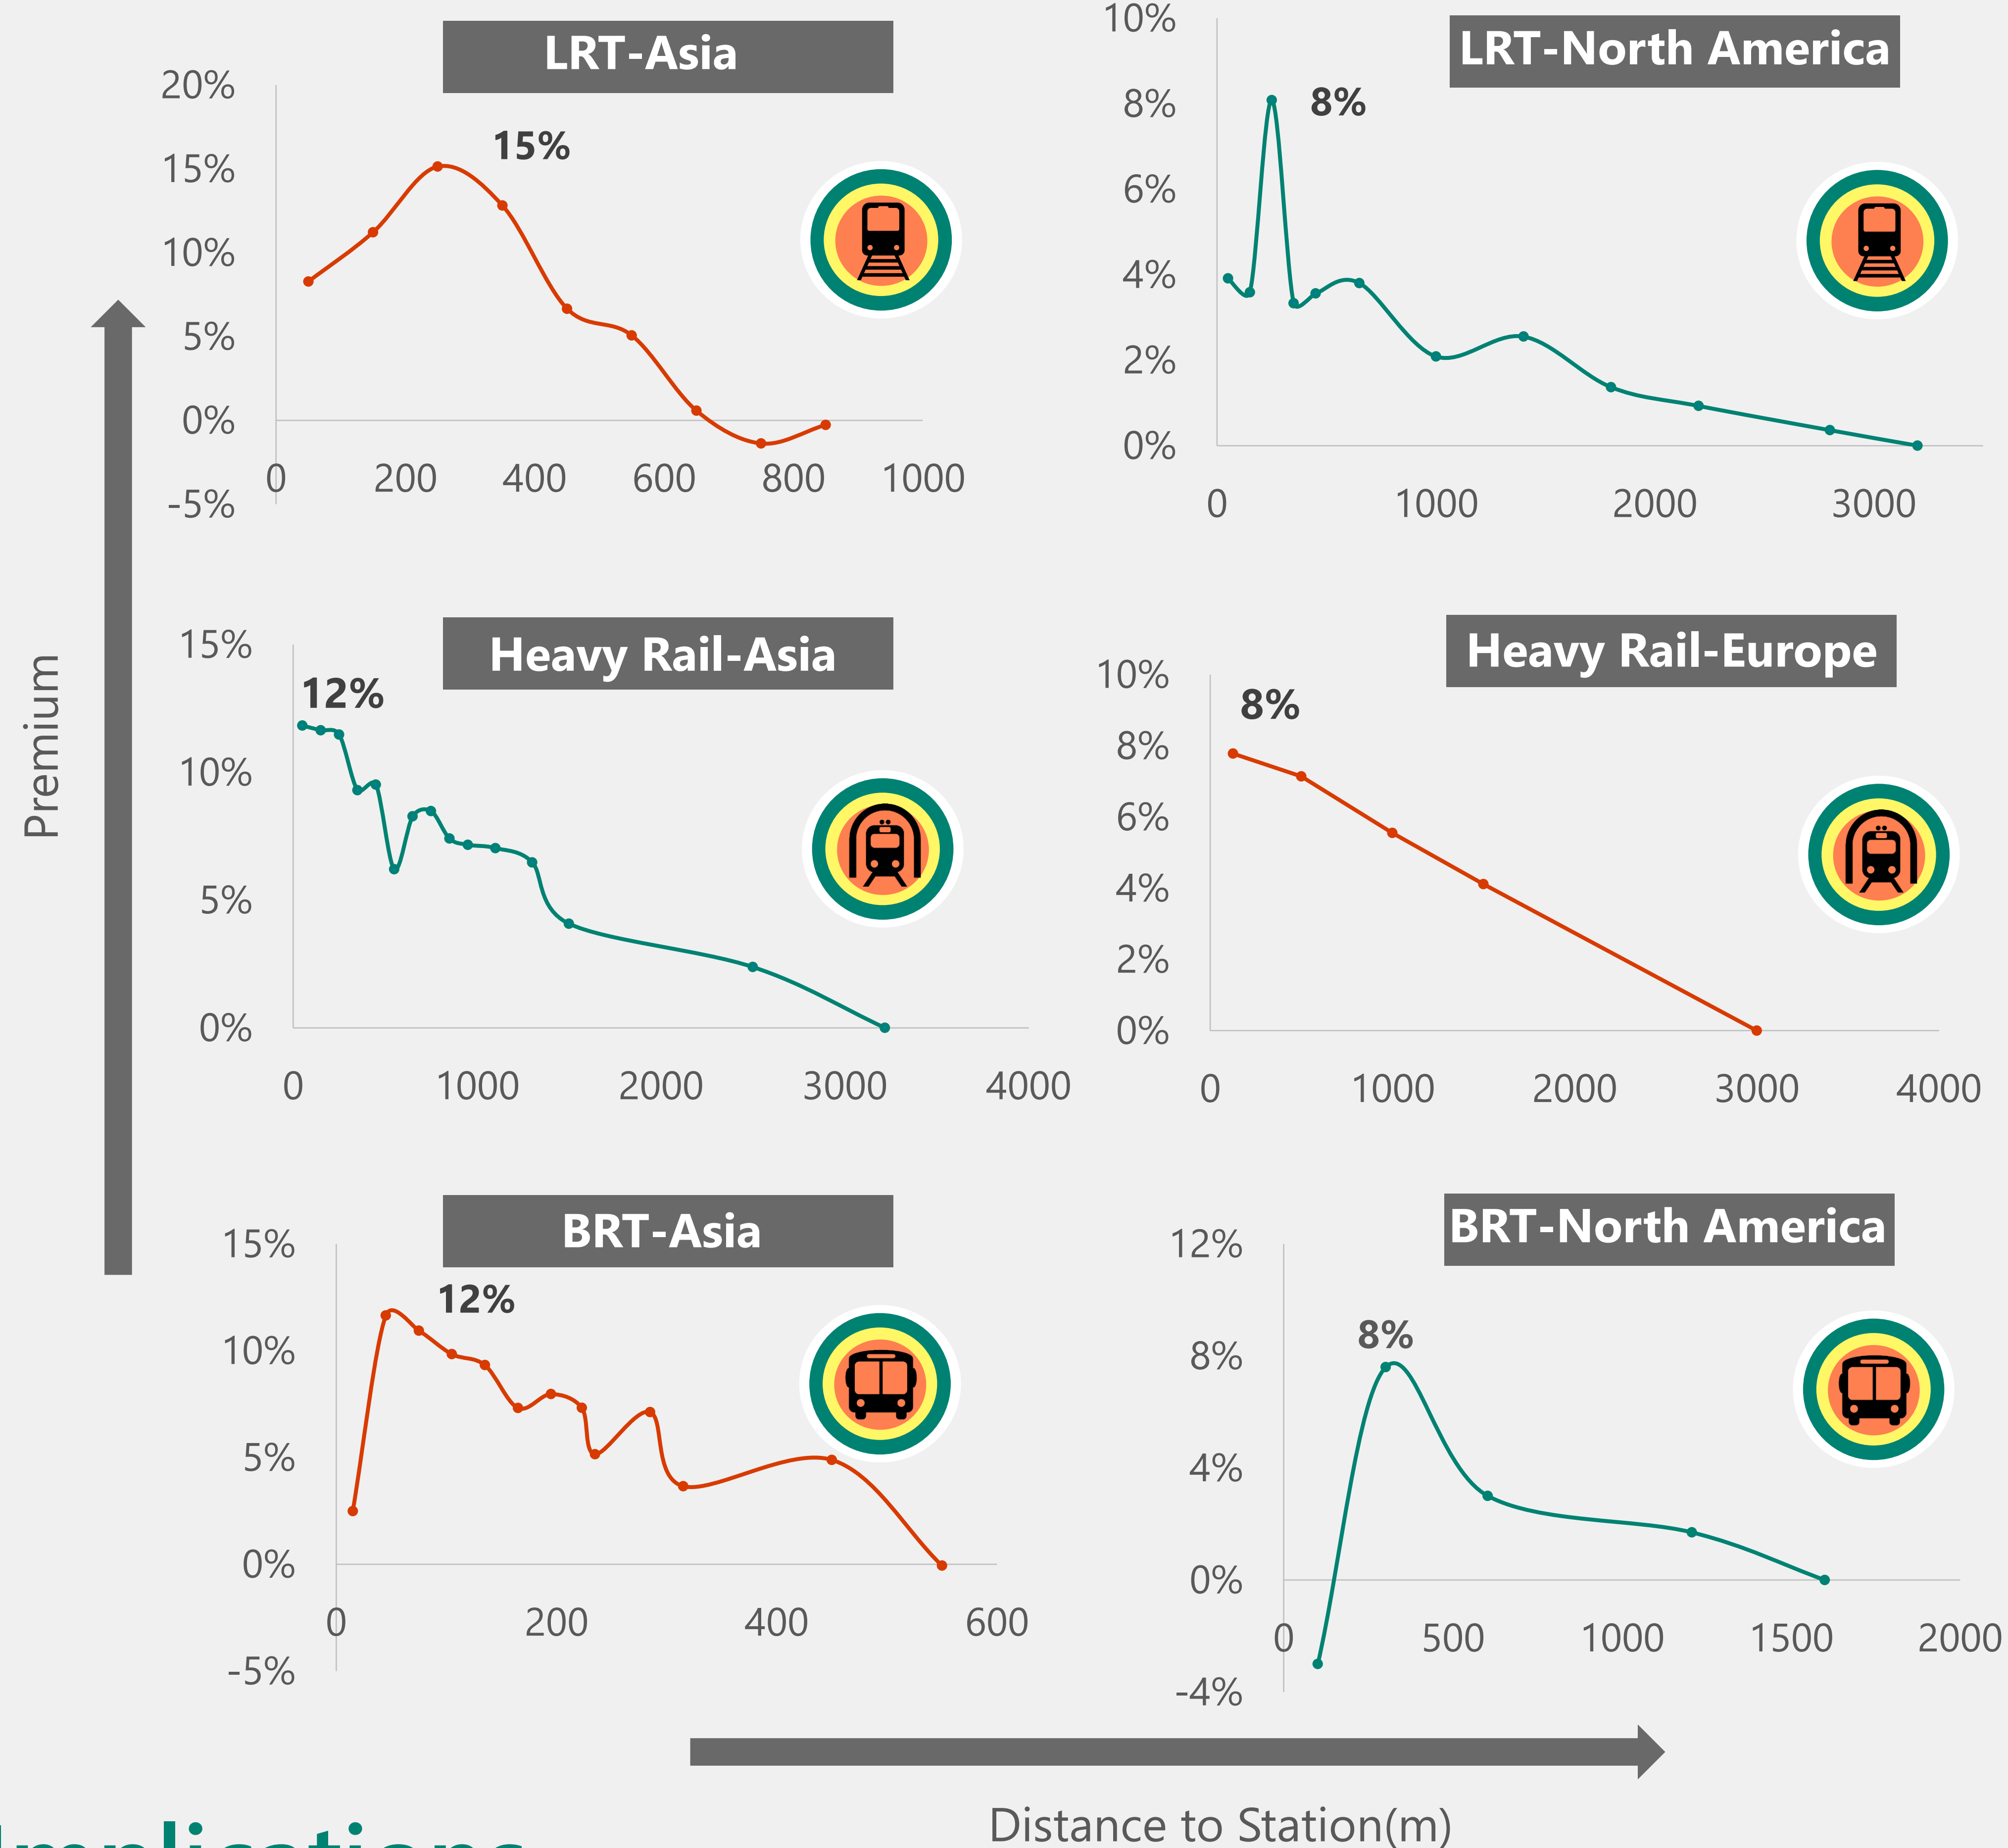 LRT-Asia
20%
15%
15%
10%
5%
0%
-5%
0 200 400 600 800 1000
LRT-North America
10%
8%
8%
6%
4%
2%
0%
0 1000 2000 3000
Premium
Heavy Rail-Asia
15%
12%
10%
5%
0%
0 1000 2000 3000 4000
Heavy Rail-Europe
10%
8%
8%
6%
4%
2%
0%
0 1000 2000 3000 4000
BRT-Asia
15%
12%
10%
5%
0%
-5%
0 200 400 600
BRT-North America
12%
8%
8%
4%
0%
-4%
0 500 1000 1500 2000
Distance to Station(m)
Implications